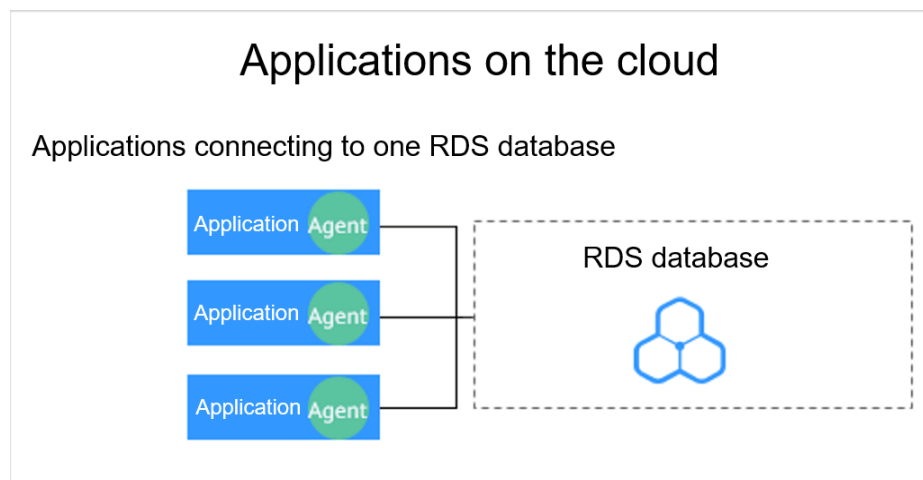 Applications on the cloud
Applications connecting to one RDS database
Application Agent
RDS database
Application Agent
Application Agent